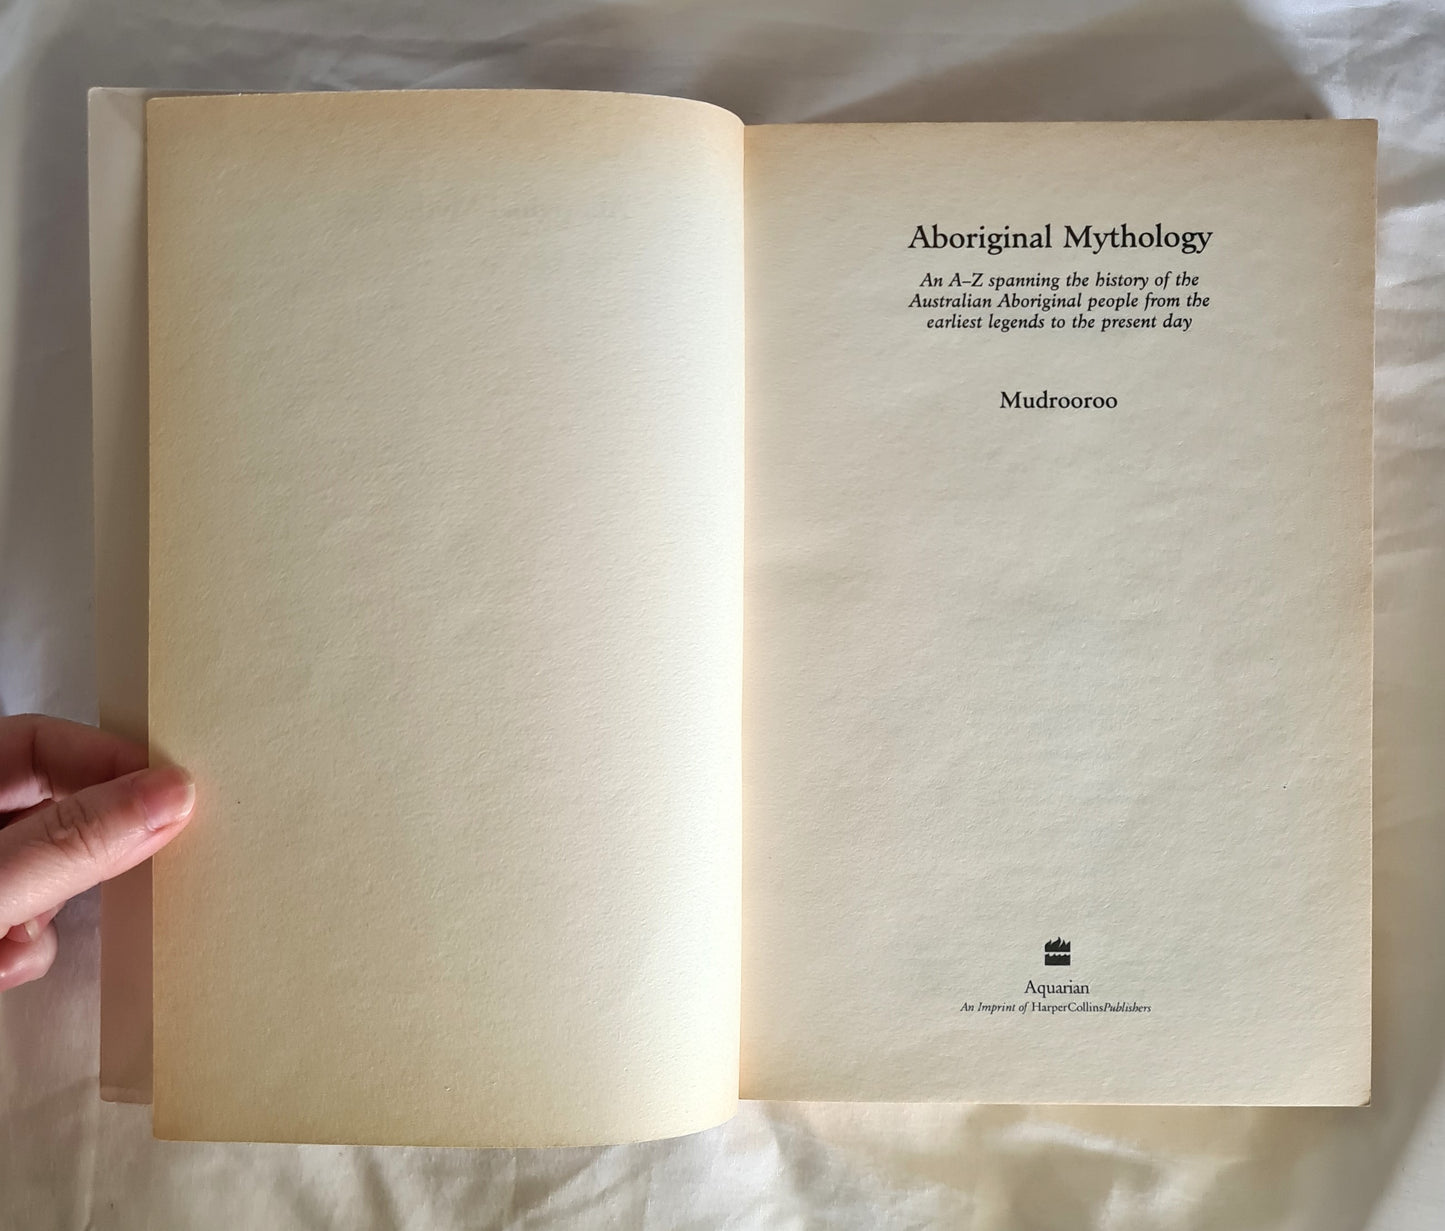 Aboriginal Mythology
An A–Z spanning the history of the
Australian Aboriginal people from the
earliest legends to the present day
Mudrooroo
Aquarian
An Imprint of HarperCollinsPublishers